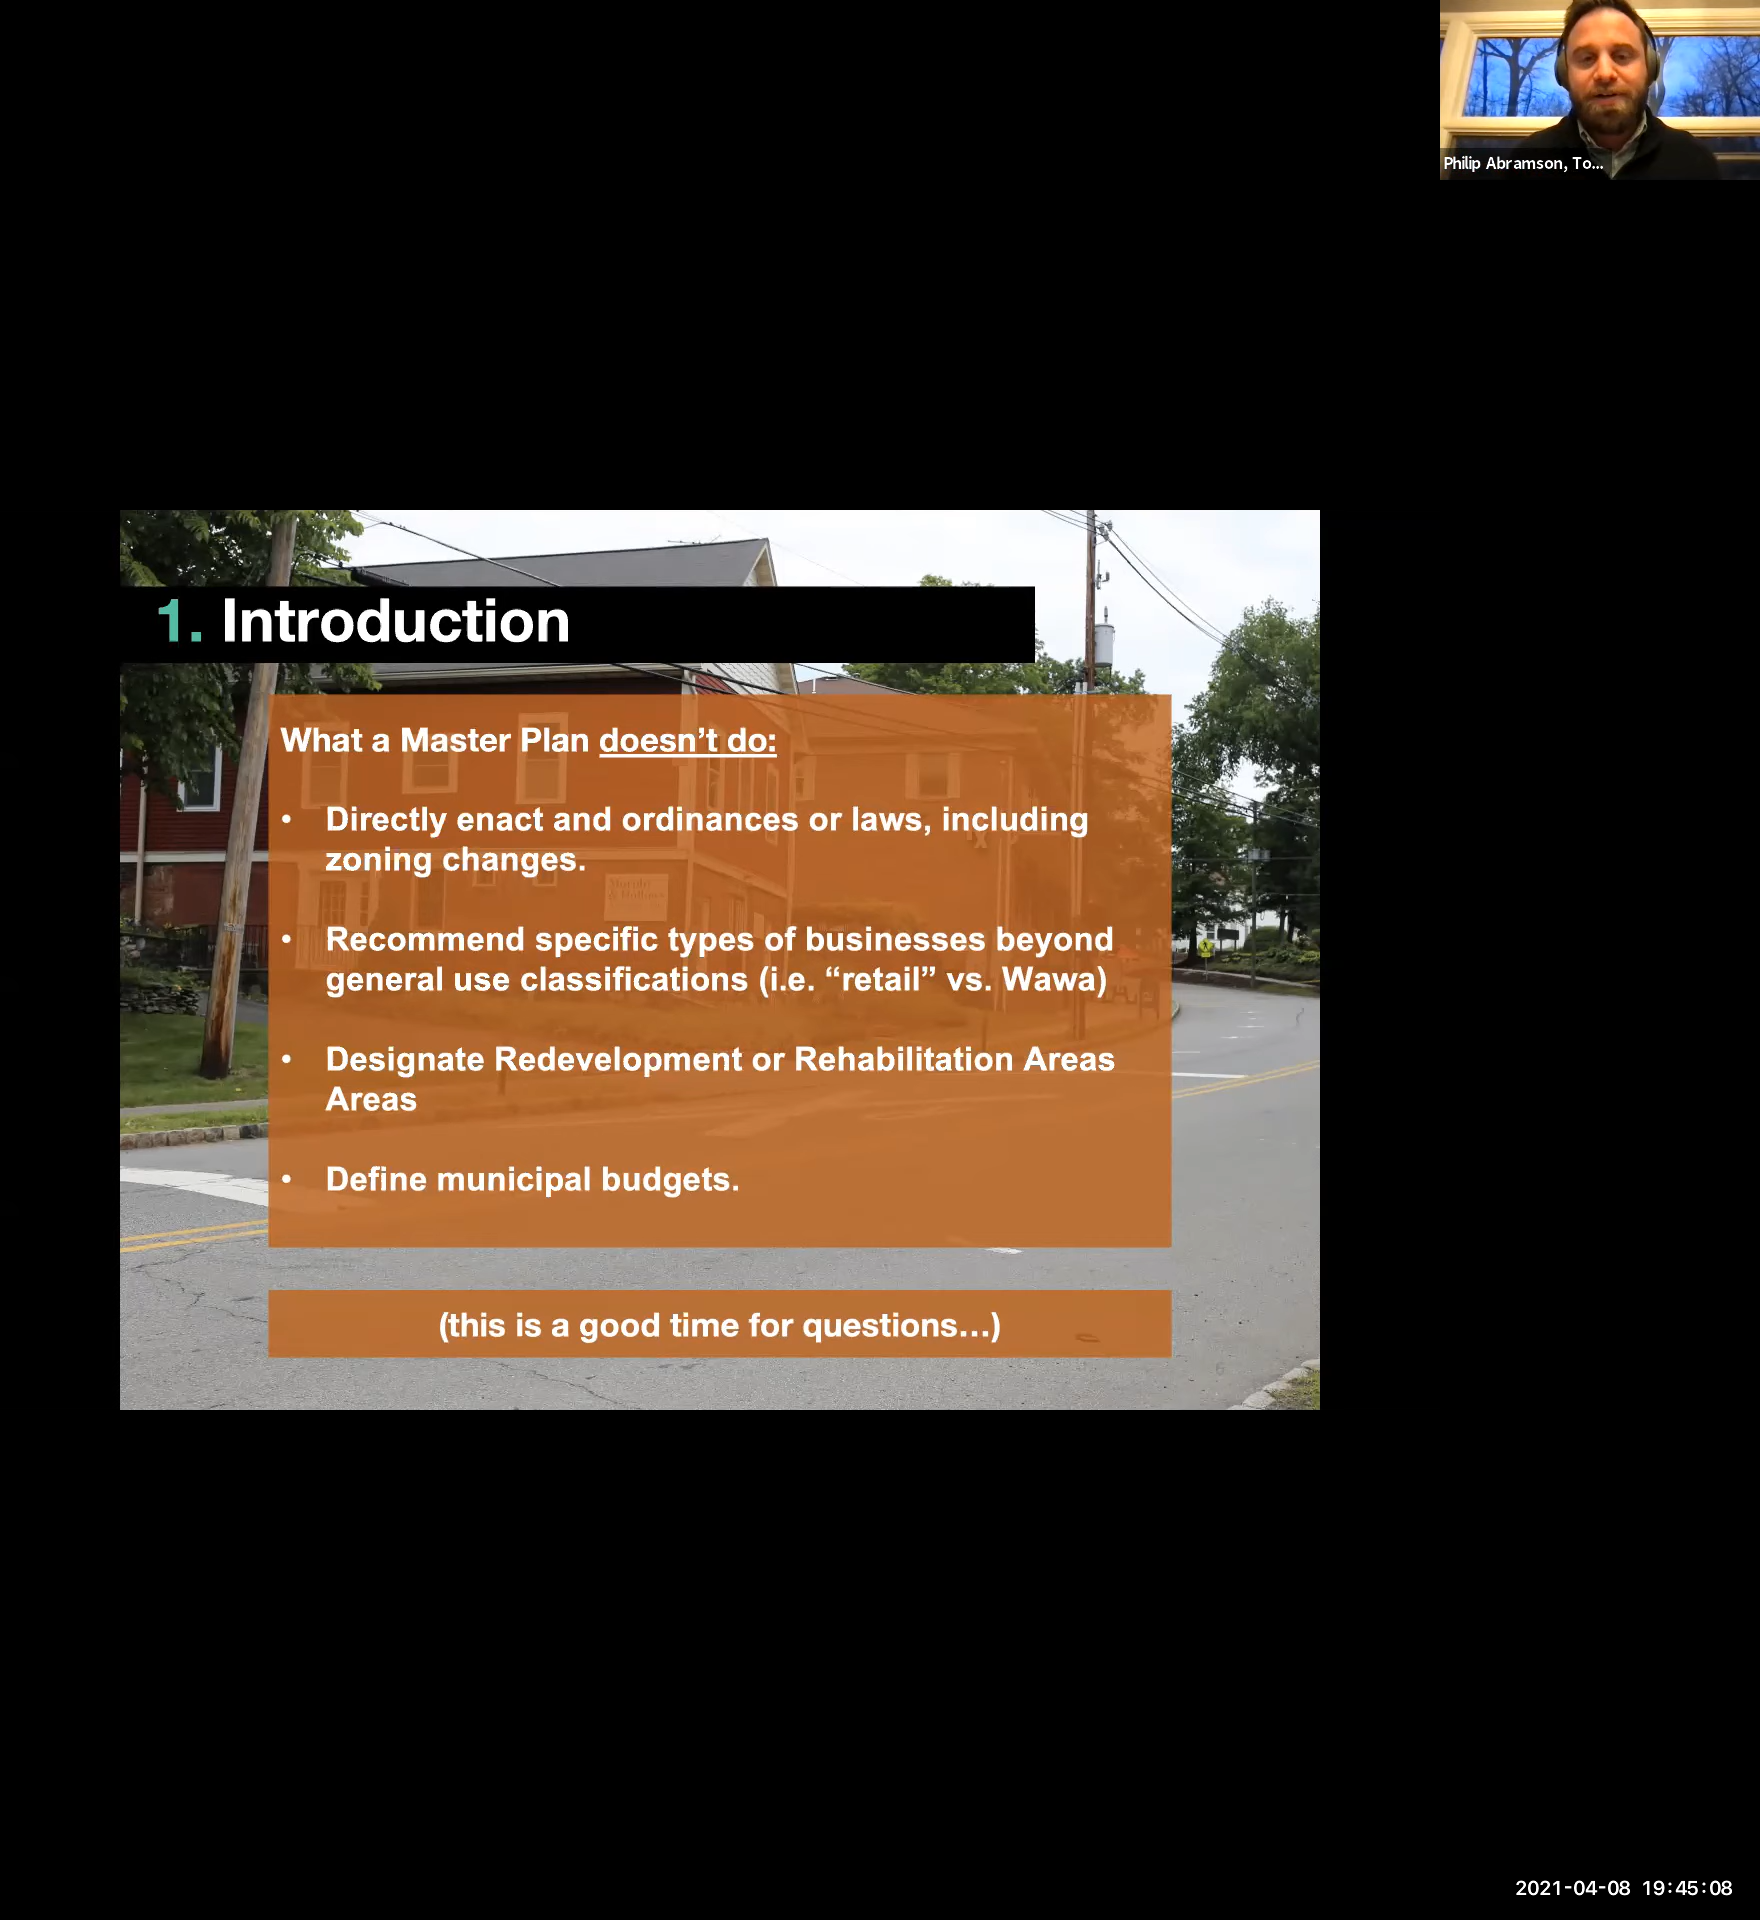 Philip Abramson, To...
1. Introduction
What a Master Plan doesn’t do:
• Directly enact and ordinances or laws, including
zoning changes.
• Recommend specific types of businesses beyond
general use classifications (i.e. “retail” vs. Wawa)
• Designate Redevelopment or Rehabilitation Areas
Areas
• Define municipal budgets.
(this is a good time for questions...)
2021-04-08 19:45:08